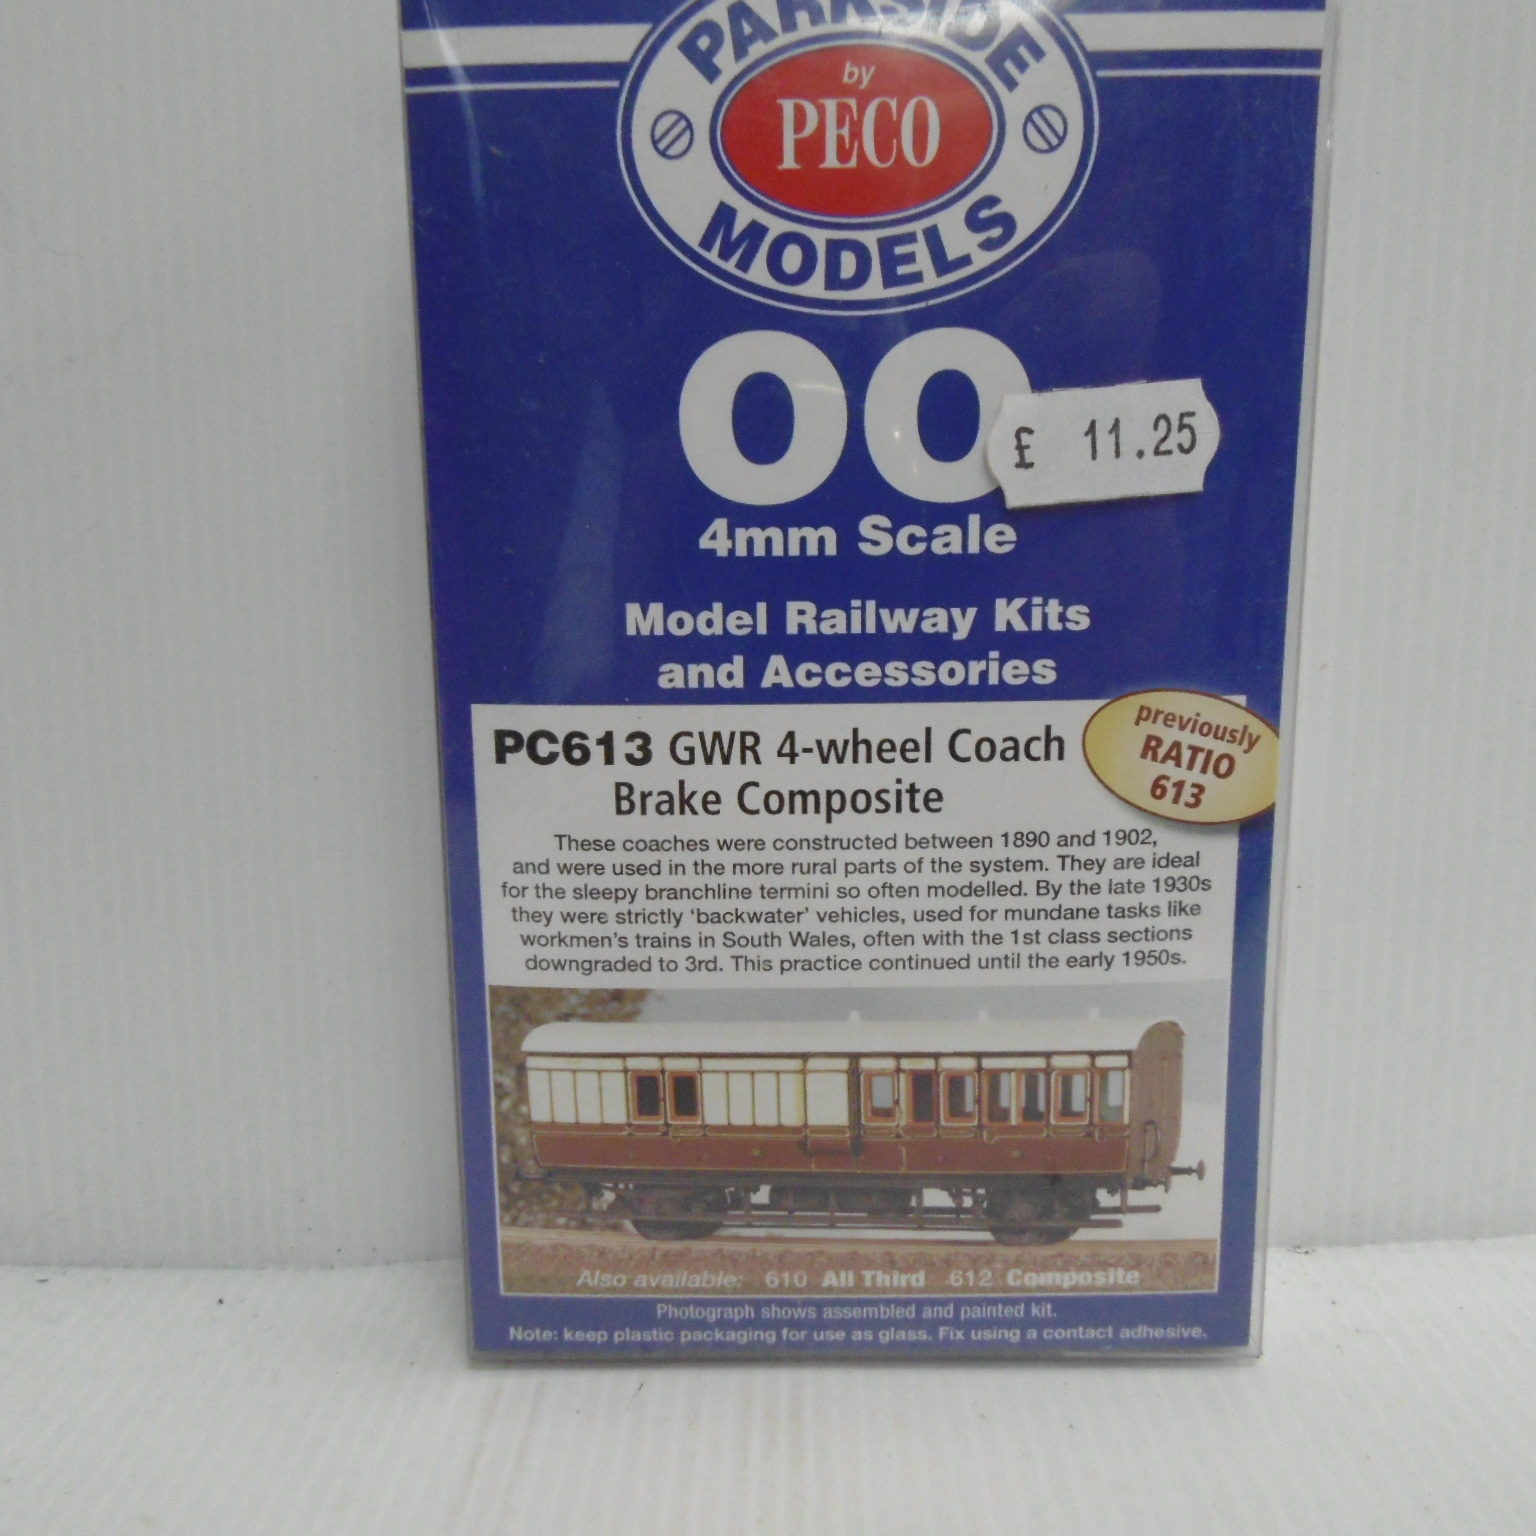 PARKSIDE
by
PECO
MODELS
OO
£ 11.25
4mm Scale
Model Railway Kits
and Accessories
PC613 GWR 4-wheel Coach
Brake Composite
previously
RATIO
613
These coaches were constructed between 1890 and 1902,
and were used in the more rural parts of the system. They are ideal
for the sleepy branchline termini so often modelled. By the late 1930s
they were strictly ‘backwater’ vehicles, used for mundane tasks like
workmen’s trains in South Wales, often with the 1st class sections
downgraded to 3rd. This practice continued until the early 1950s.
Also available: 610 All Third 612 Composite
Photograph shows assembled and painted kit.
Note: keep plastic packaging for use as glass. Fix using a contact adhesive.